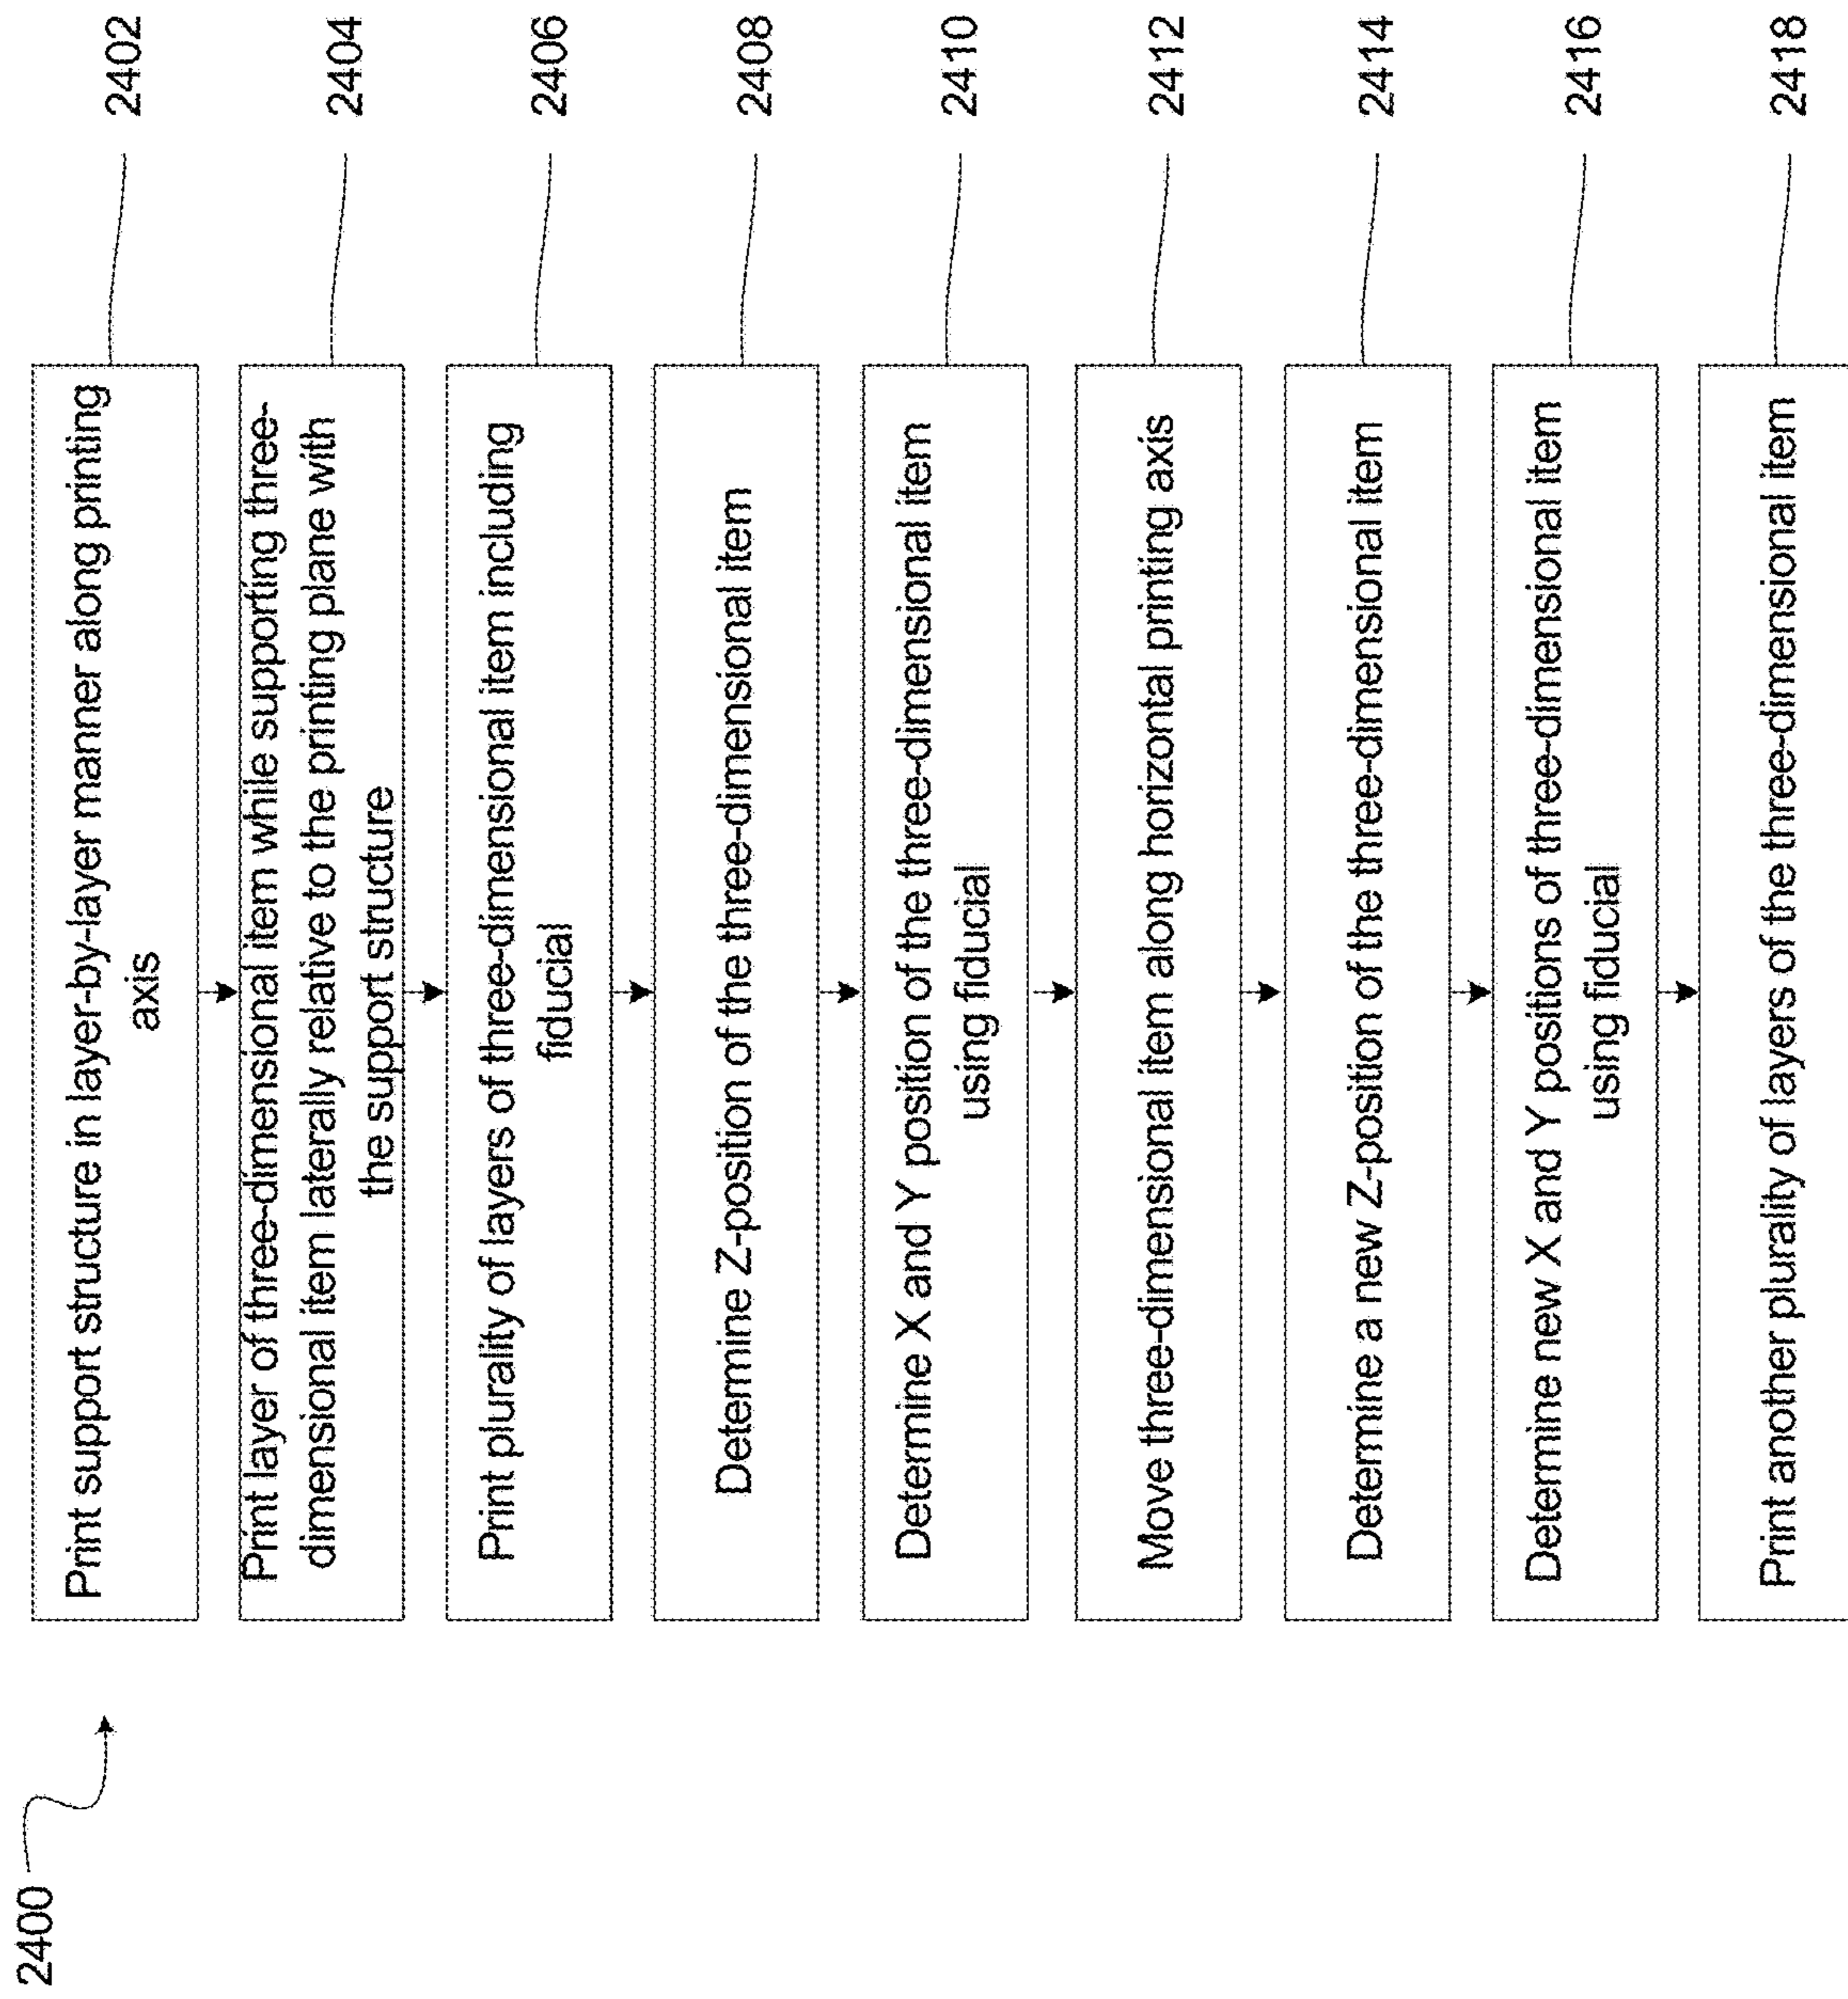 2400
Print support structure in layer-by-layer manner along printing
axis
2402
Print layer of three-dimensional item while supporting three-
dimensional item laterally relative to the printing plane with
the support structure
2404
Print plurality of layers of three-dimensional item including
fiducial
2406
Determine Z-position of the three-dimensional item
2408
Determine X and Y position of the three-dimensional item
using fiducial
2410
Move three-dimensional item along horizontal printing axis
2412
Determine a new Z-position of the three-dimensional item
2414
Determine new X and Y positions of three-dimensional item
using fiducial
2416
Print another plurality of layers of the three-dimensional item
2418